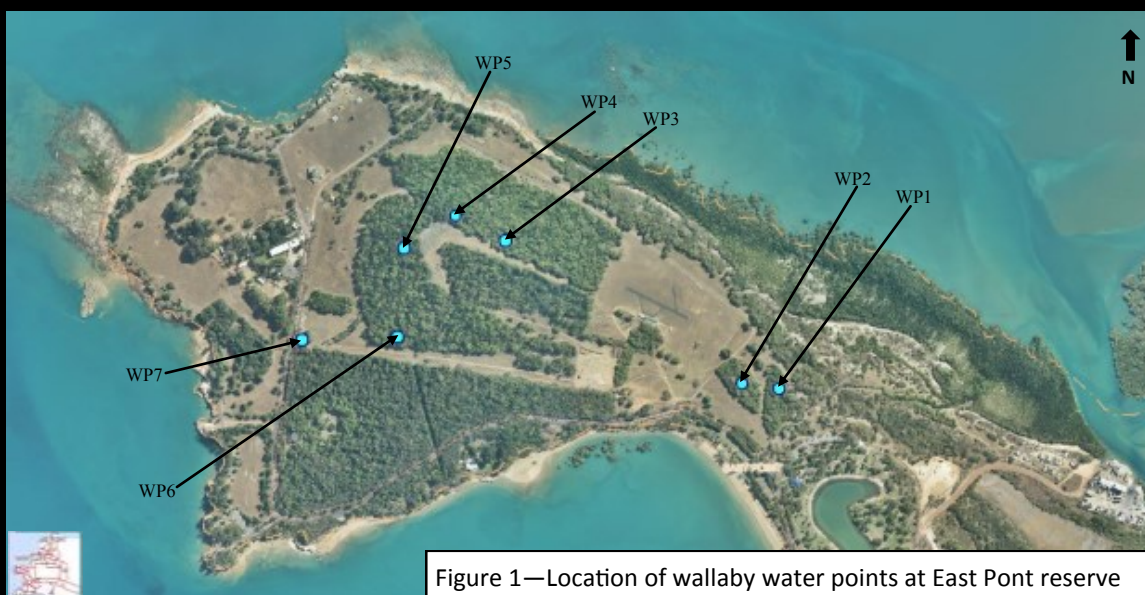 WP5
WP4
WP3
WP2
WP1
N
WP7
WP6
Figure 1—Location of wallaby water points at East Pont reserve